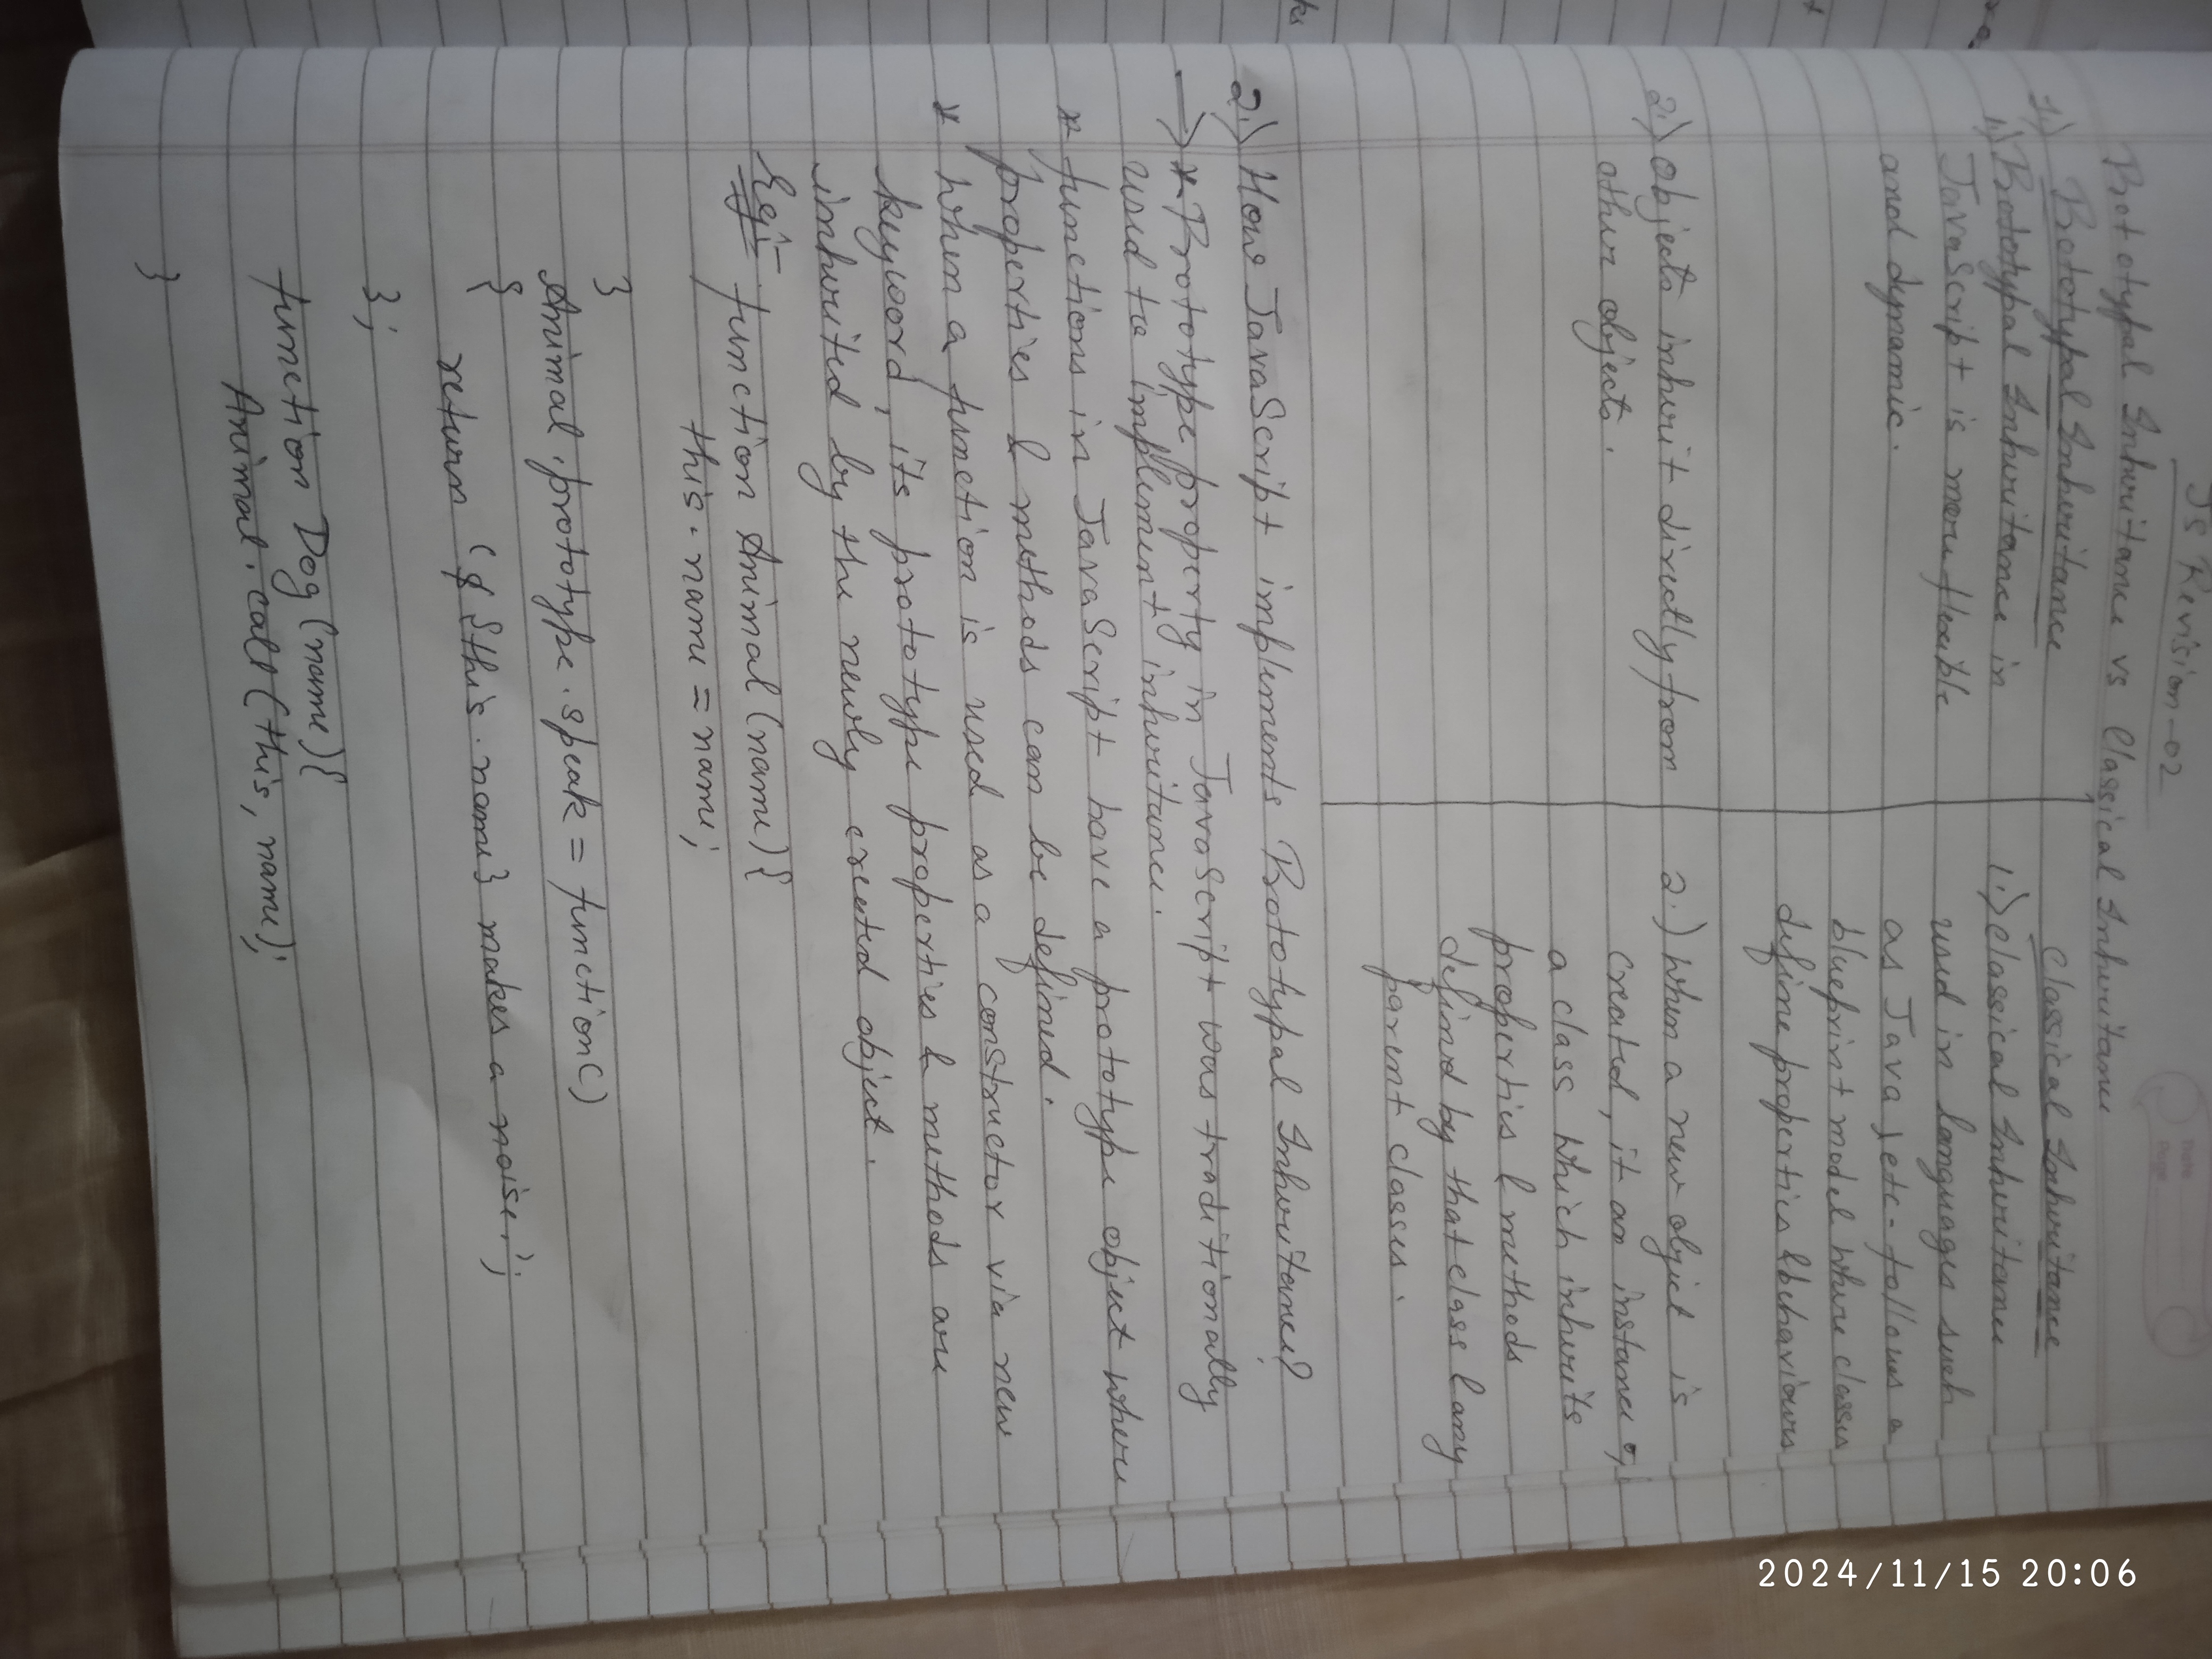 Js Revision-02
Prototypal Inheritance vs Classical Inheritance
1.) Prototypal Inheritance
1.) Prototypal Inheritance in
JavaScript is more flexible
and dynamic.
2.) Objects inherit directly from
other objects.
Classical Inheritance
1.) Classical Inheritance
used in languages such
as Java, etc - follows a
blueprint model where classes
define properties & behaviours
2.) When a new object is
created, it an instance of
a class which inherits
properties & methods
defined by that class & any
parent classes.
2.) How JavaScript implements Prototypal Inheritance?
→ * Prototype property in JavaScript was traditionally
used to implement inheritance.
* functions in JavaScript have a prototype object where
properties & methods can be defined.
* when a function is used as a constructor via new
keyword, its prototype properties & methods are
inherited by the newly created object.
Eg:- function Animal(name){
this.name = name;
}
Animal.prototype.speak = function()
{
return ( ${this.name} makes a noise.);
};
function Dog(name){
Animal.call(this, name);
}
Date
Page
2024/11/15 20:06